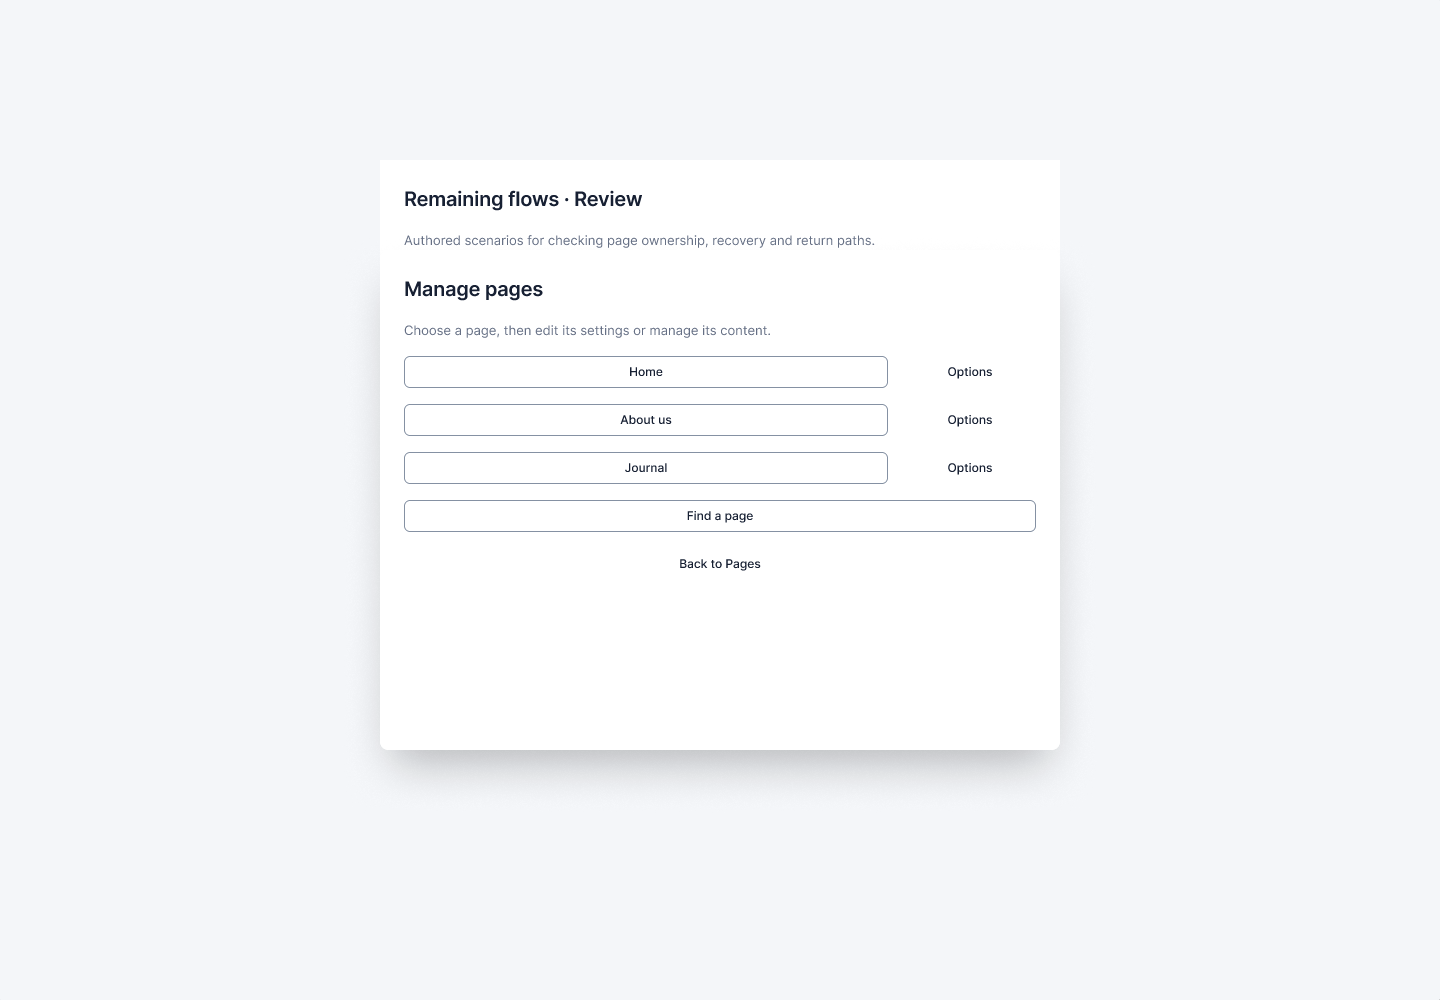 Remaining flows · Review
Authored scenarios for checking page ownership, recovery and return paths.
Manage pages
Choose a page, then edit its settings or manage its content.
Home
Options
About us
Options
Journal
Options
Find a page
Back to Pages